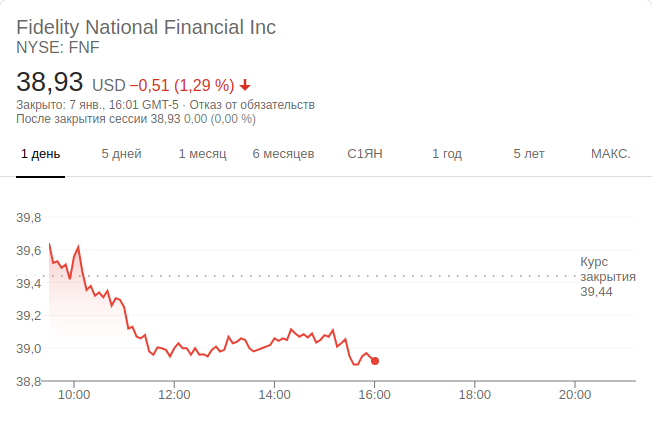 Fidelity National Financial Inc
NYSE: FNF
38,93 USD −0,51 (1,29 %)
Закрыто: 7 янв., 16:01 GMT-5 · Отказ от обязательств
После закрытия сессии 38,93 0,00 (0,00 %)
1 день 5 дней 1 месяц 6 месяцев С1ЯН 1 год 5 лет МАКС.
39,8
39,6
Курс
закрытия
39,44
39,4
39,2
39,0
38,8
10:00 12:00 14:00 16:00 18:00 20:00